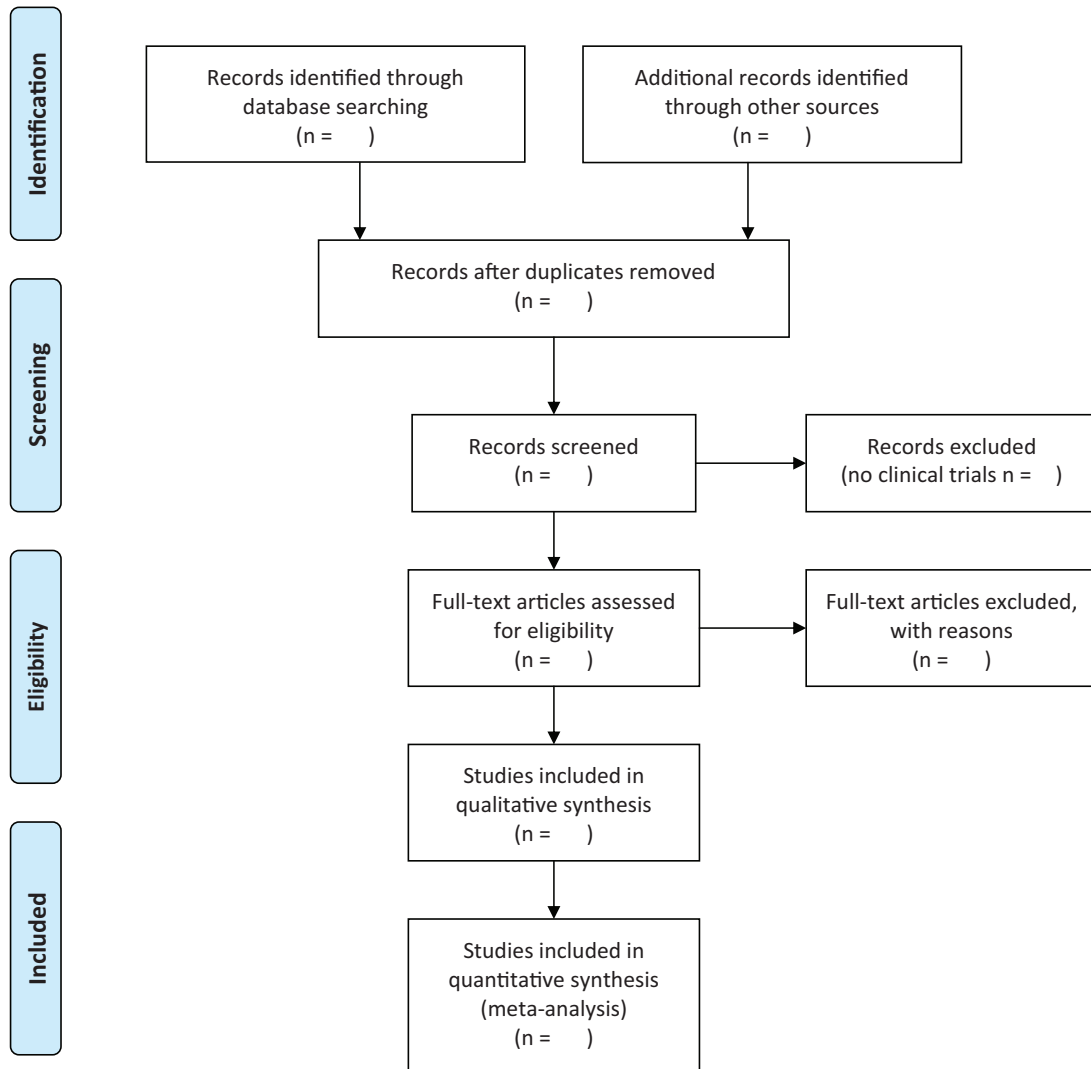 Identification
Records identified through
database searching
(n = )
Additional records identified
through other sources
(n = )
Records after duplicates removed
(n = )
Screening
Records screened
(n = )
Records excluded
(no clinical trials n = )
Eligibility
Full-text articles assessed
for eligibility
(n = )
Full-text articles excluded,
with reasons
(n = )
Studies included in
qualitative synthesis
(n = )
Included
Studies included in
quantitative synthesis
(meta-analysis)
(n = )